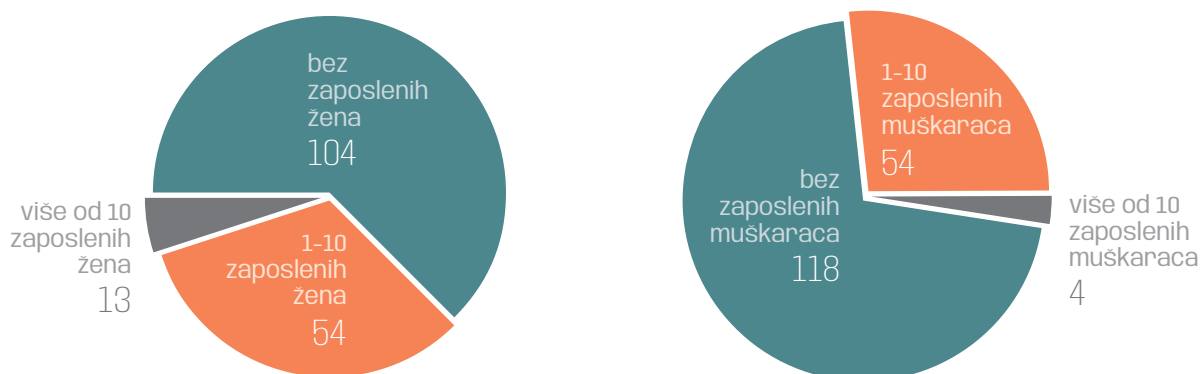 bez
zaposlenih
žena
104
više od 10
zaposlenih
žena
13
1-10
zaposlenih
žena
54
1-10
zaposlenih
muškaraca
54
bez
zaposlenih
muškaraca
118
više od 10
zaposlenih
muškaraca
4